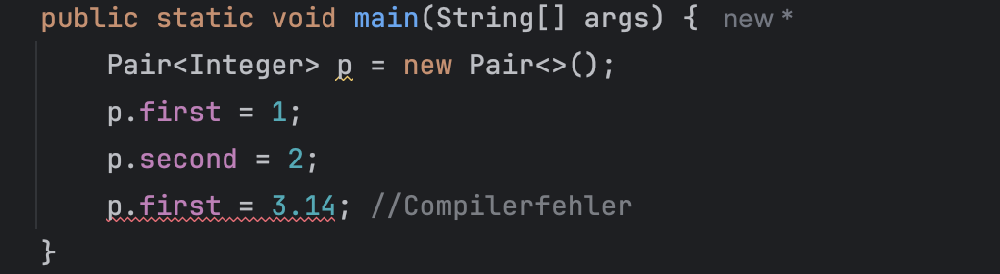 public static void main(String[] args) { new *
Pair<Integer> p = new Pair<>();
p.first = 1;
p.second = 2;
p.first = 3.14; //Compilerfehler
}